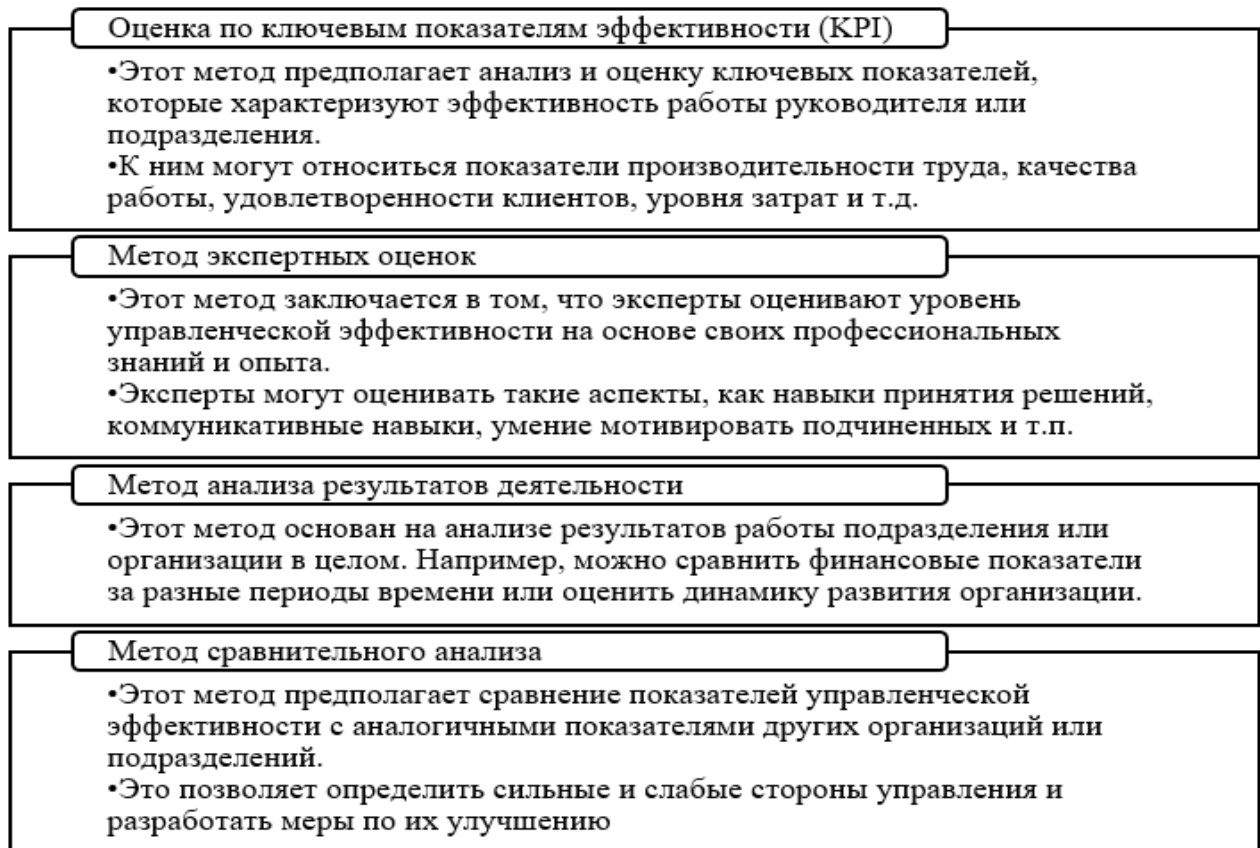 Оценка по ключевым показателям эффективности (KPI)
•Этот метод предполагает анализ и оценку ключевых показателей,
которые характеризуют эффективность работы руководителя или
подразделения.
•К ним могут относиться показатели производительности труда, качества
работы, удовлетворенности клиентов, уровня затрат и т.д.
Метод экспертных оценок
•Этот метод заключается в том, что эксперты оценивают уровень
управленческой эффективности на основе своих профессиональных
знаний и опыта.
•Эксперты могут оценивать такие аспекты, как навыки принятия решений,
коммуникативные навыки, умение мотивировать подчиненных и т.п.
Метод анализа результатов деятельности
•Этот метод основан на анализе результатов работы подразделения или
организации в целом. Например, можно сравнить финансовые показатели
за разные периоды времени или оценить динамику развития организации.
Метод сравнительного анализа
•Этот метод предполагает сравнение показателей управленческой
эффективности с аналогичными показателями других организаций или
подразделений.
•Это позволяет определить сильные и слабые стороны управления и
разработать меры по их улучшению